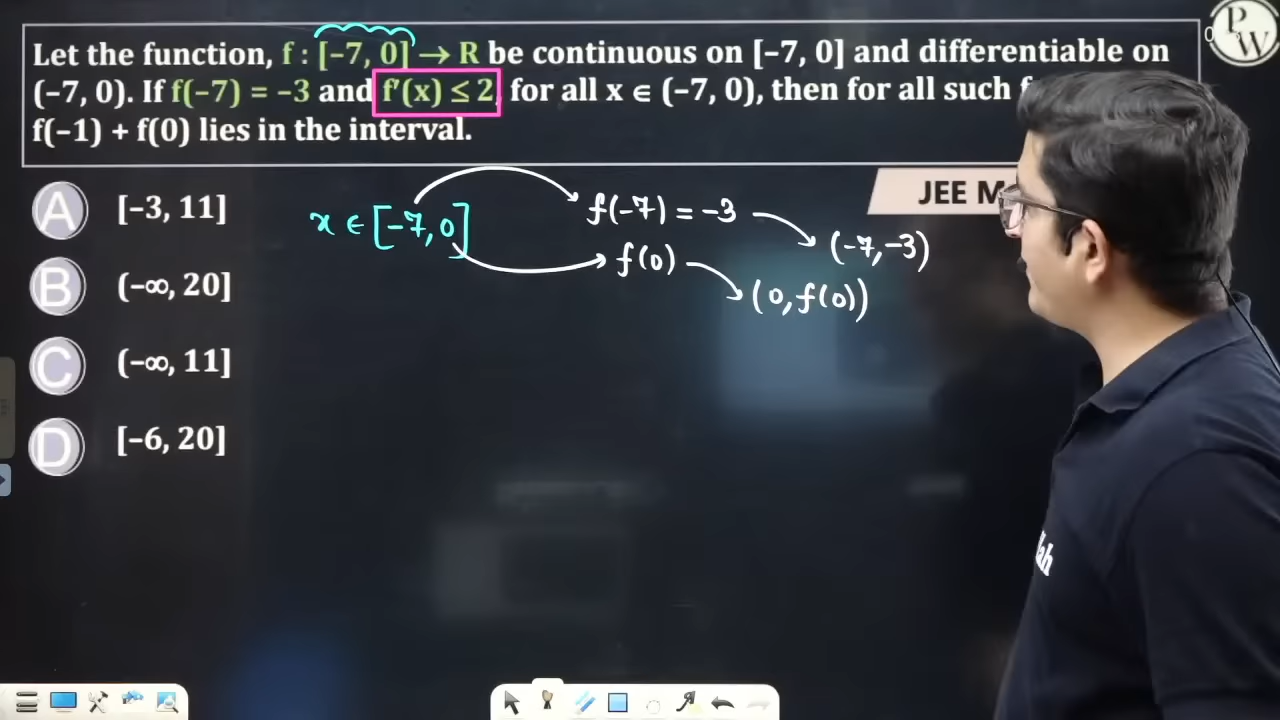 Let the function, f : [−7, 0] → R be continuous on [−7, 0] and differentiable on
(−7, 0). If f(−7) = −3 and f′(x) ≤ 2, for all x ∈ (−7, 0), then for all such
f(−1) + f(0) lies in the interval.
P
W
JEE M
A [−3, 11]
B (−∞, 20]
C (−∞, 11]
D [−6, 20]
x ∈ [−7, 0]
f(−7) = −3
(−7, −3)
f(0)
(0, f(0))